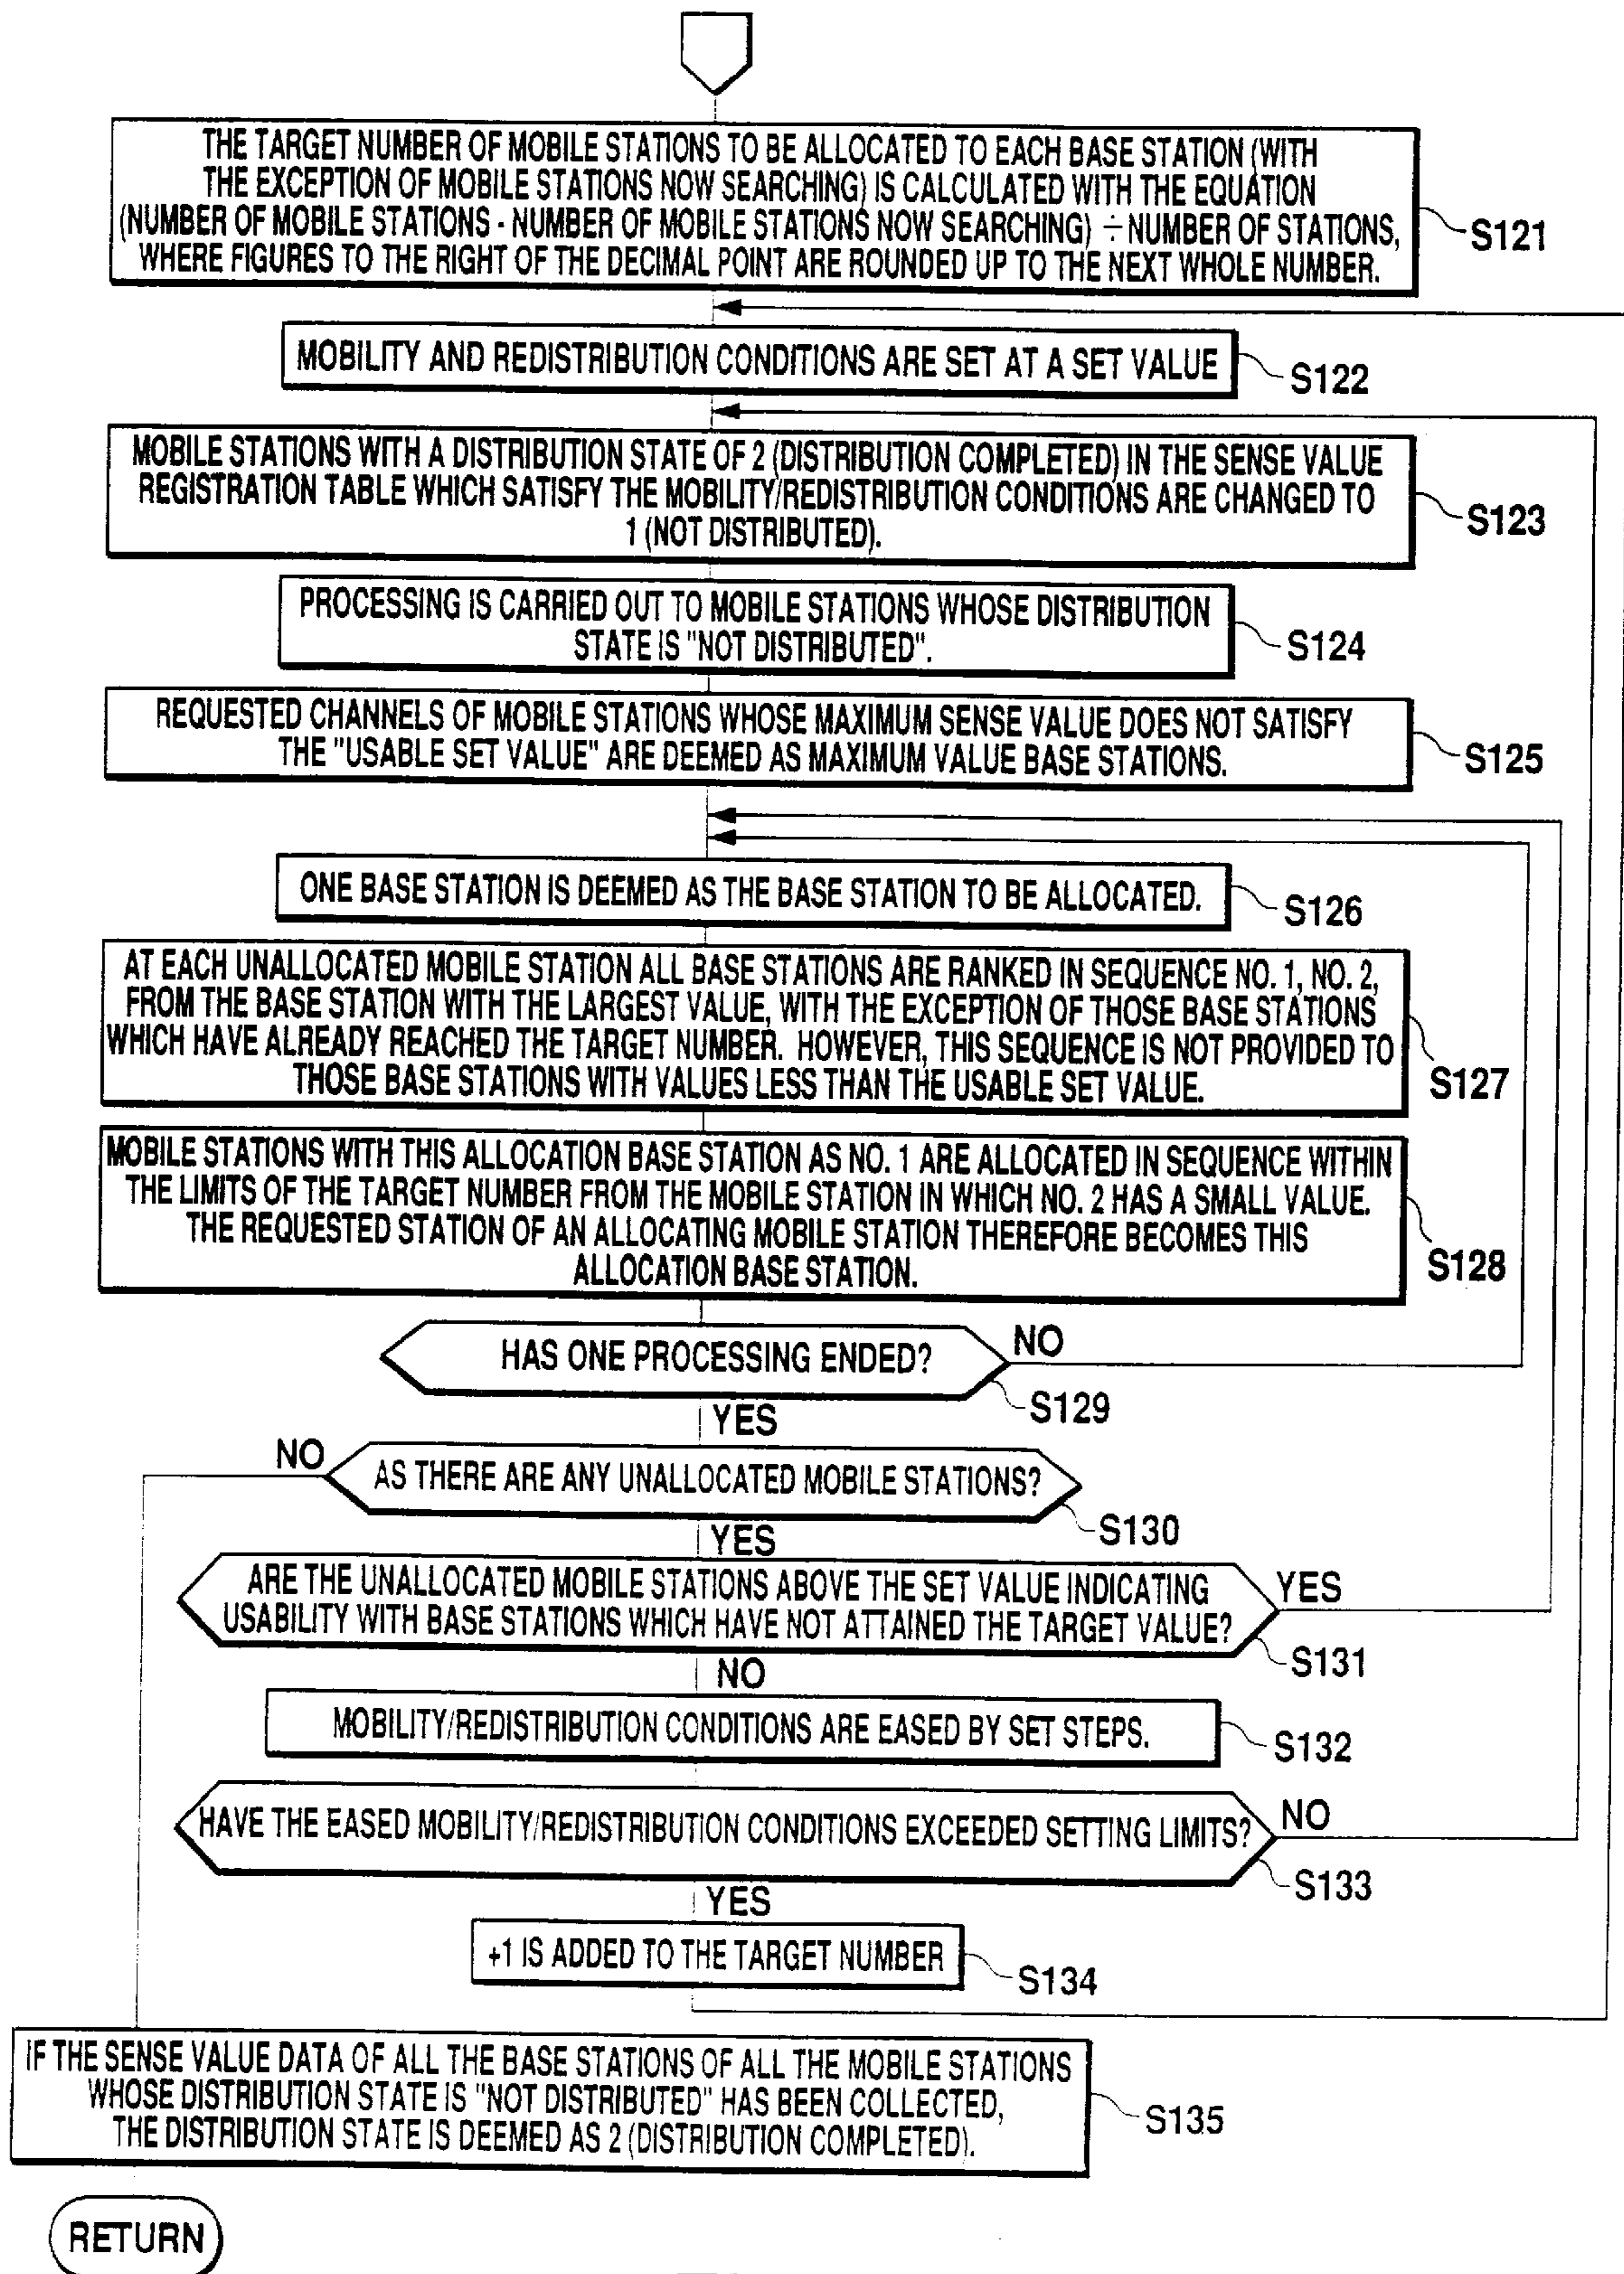 THE TARGET NUMBER OF MOBILE STATIONS TO BE ALLOCATED TO EACH BASE STATION (WITH
THE EXCEPTION OF MOBILE STATIONS NOW SEARCHING) IS CALCULATED WITH THE EQUATION
(NUMBER OF MOBILE STATIONS - NUMBER OF MOBILE STATIONS NOW SEARCHING) ÷ NUMBER OF STATIONS,
WHERE FIGURES TO THE RIGHT OF THE DECIMAL POINT ARE ROUNDED UP TO THE NEXT WHOLE NUMBER.
S121
MOBILITY AND REDISTRIBUTION CONDITIONS ARE SET AT A SET VALUE
S122
MOBILE STATIONS WITH A DISTRIBUTION STATE OF 2 (DISTRIBUTION COMPLETED) IN THE SENSE VALUE
REGISTRATION TABLE WHICH SATISFY THE MOBILITY/REDISTRIBUTION CONDITIONS ARE CHANGED TO
1 (NOT DISTRIBUTED).
S123
PROCESSING IS CARRIED OUT TO MOBILE STATIONS WHOSE DISTRIBUTION
STATE IS "NOT DISTRIBUTED".
S124
REQUESTED CHANNELS OF MOBILE STATIONS WHOSE MAXIMUM SENSE VALUE DOES NOT SATISFY
THE "USABLE SET VALUE" ARE DEEMED AS MAXIMUM VALUE BASE STATIONS.
S125
ONE BASE STATION IS DEEMED AS THE BASE STATION TO BE ALLOCATED.
S126
AT EACH UNALLOCATED MOBILE STATION ALL BASE STATIONS ARE RANKED IN SEQUENCE NO. 1, NO. 2,
FROM THE BASE STATION WITH THE LARGEST VALUE, WITH THE EXCEPTION OF THOSE BASE STATIONS
WHICH HAVE ALREADY REACHED THE TARGET NUMBER. HOWEVER, THIS SEQUENCE IS NOT PROVIDED TO
THOSE BASE STATIONS WITH VALUES LESS THAN THE USABLE SET VALUE.
S127
MOBILE STATIONS WITH THIS ALLOCATION BASE STATION AS NO. 1 ARE ALLOCATED IN SEQUENCE WITHIN
THE LIMITS OF THE TARGET NUMBER FROM THE MOBILE STATION IN WHICH NO. 2 HAS A SMALL VALUE.
THE REQUESTED STATION OF AN ALLOCATING MOBILE STATION THEREFORE BECOMES THIS
ALLOCATION BASE STATION.
S128
HAS ONE PROCESSING ENDED?
NO
S129
YES
NO
AS THERE ARE ANY UNALLOCATED MOBILE STATIONS?
S130
YES
ARE THE UNALLOCATED MOBILE STATIONS ABOVE THE SET VALUE INDICATING
USABILITY WITH BASE STATIONS WHICH HAVE NOT ATTAINED THE TARGET VALUE?
YES
S131
NO
MOBILITY/REDISTRIBUTION CONDITIONS ARE EASED BY SET STEPS.
S132
HAVE THE EASED MOBILITY/REDISTRIBUTION CONDITIONS EXCEEDED SETTING LIMITS?
NO
S133
YES
+1 IS ADDED TO THE TARGET NUMBER
S134
IF THE SENSE VALUE DATA OF ALL THE BASE STATIONS OF ALL THE MOBILE STATIONS
WHOSE DISTRIBUTION STATE IS "NOT DISTRIBUTED" HAS BEEN COLLECTED,
THE DISTRIBUTION STATE IS DEEMED AS 2 (DISTRIBUTION COMPLETED).
S135
RETURN